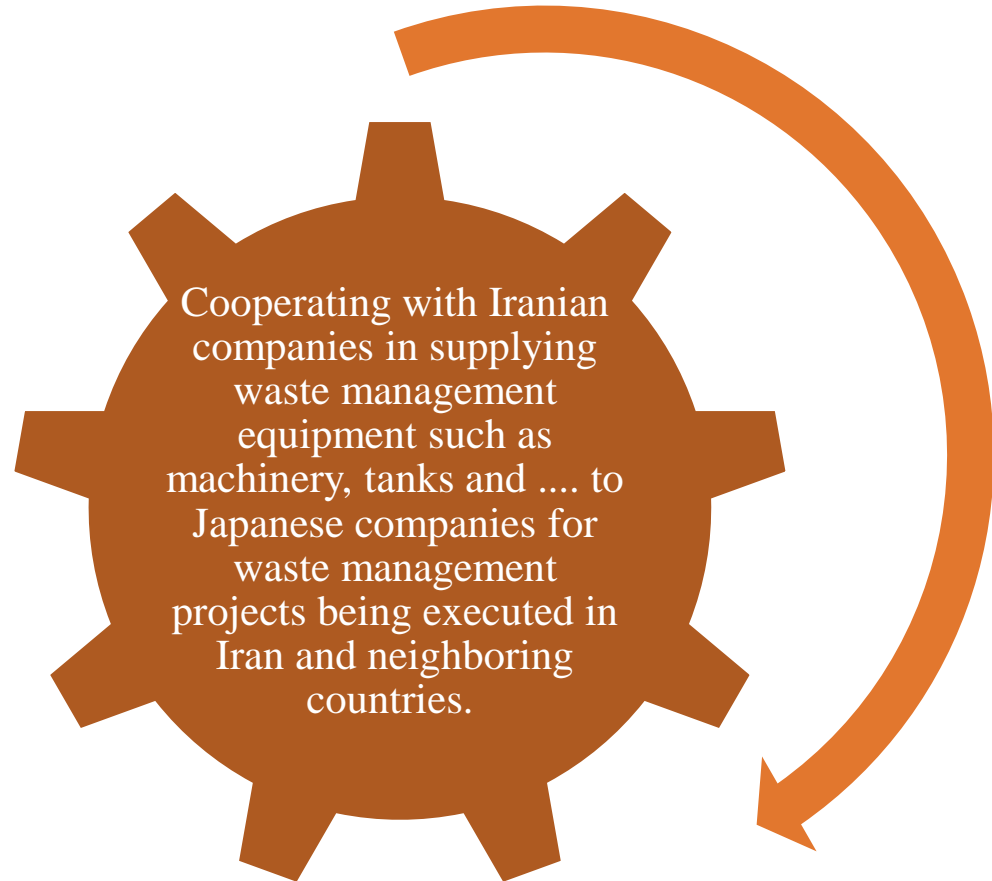 Cooperating with Iranian
companies in supplying
waste management
equipment such as
machinery, tanks and .... to
Japanese companies for
waste management
projects being executed in
Iran and neighboring
countries.